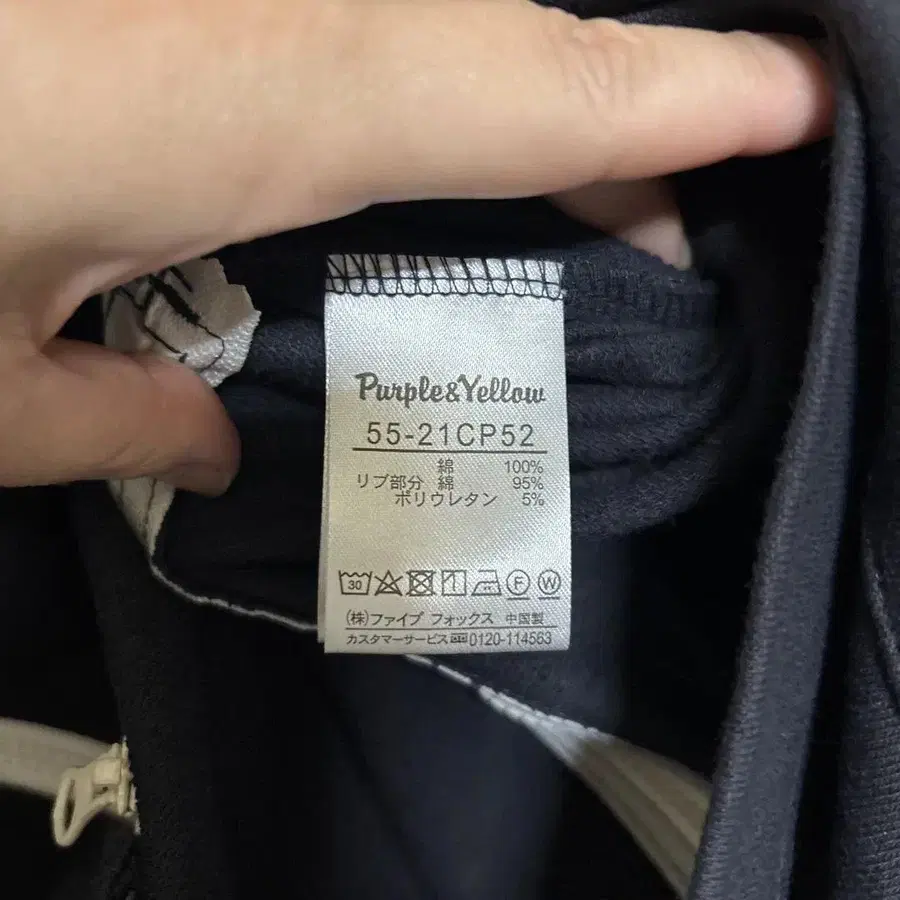 Purple&Yellow
55-21CP52
綿 100%
リブ部分 綿 95%
ポリウレタン 5%
30 F W
(株)ファイブ フォックス 中国製
カスタマーサービス 0120-114563